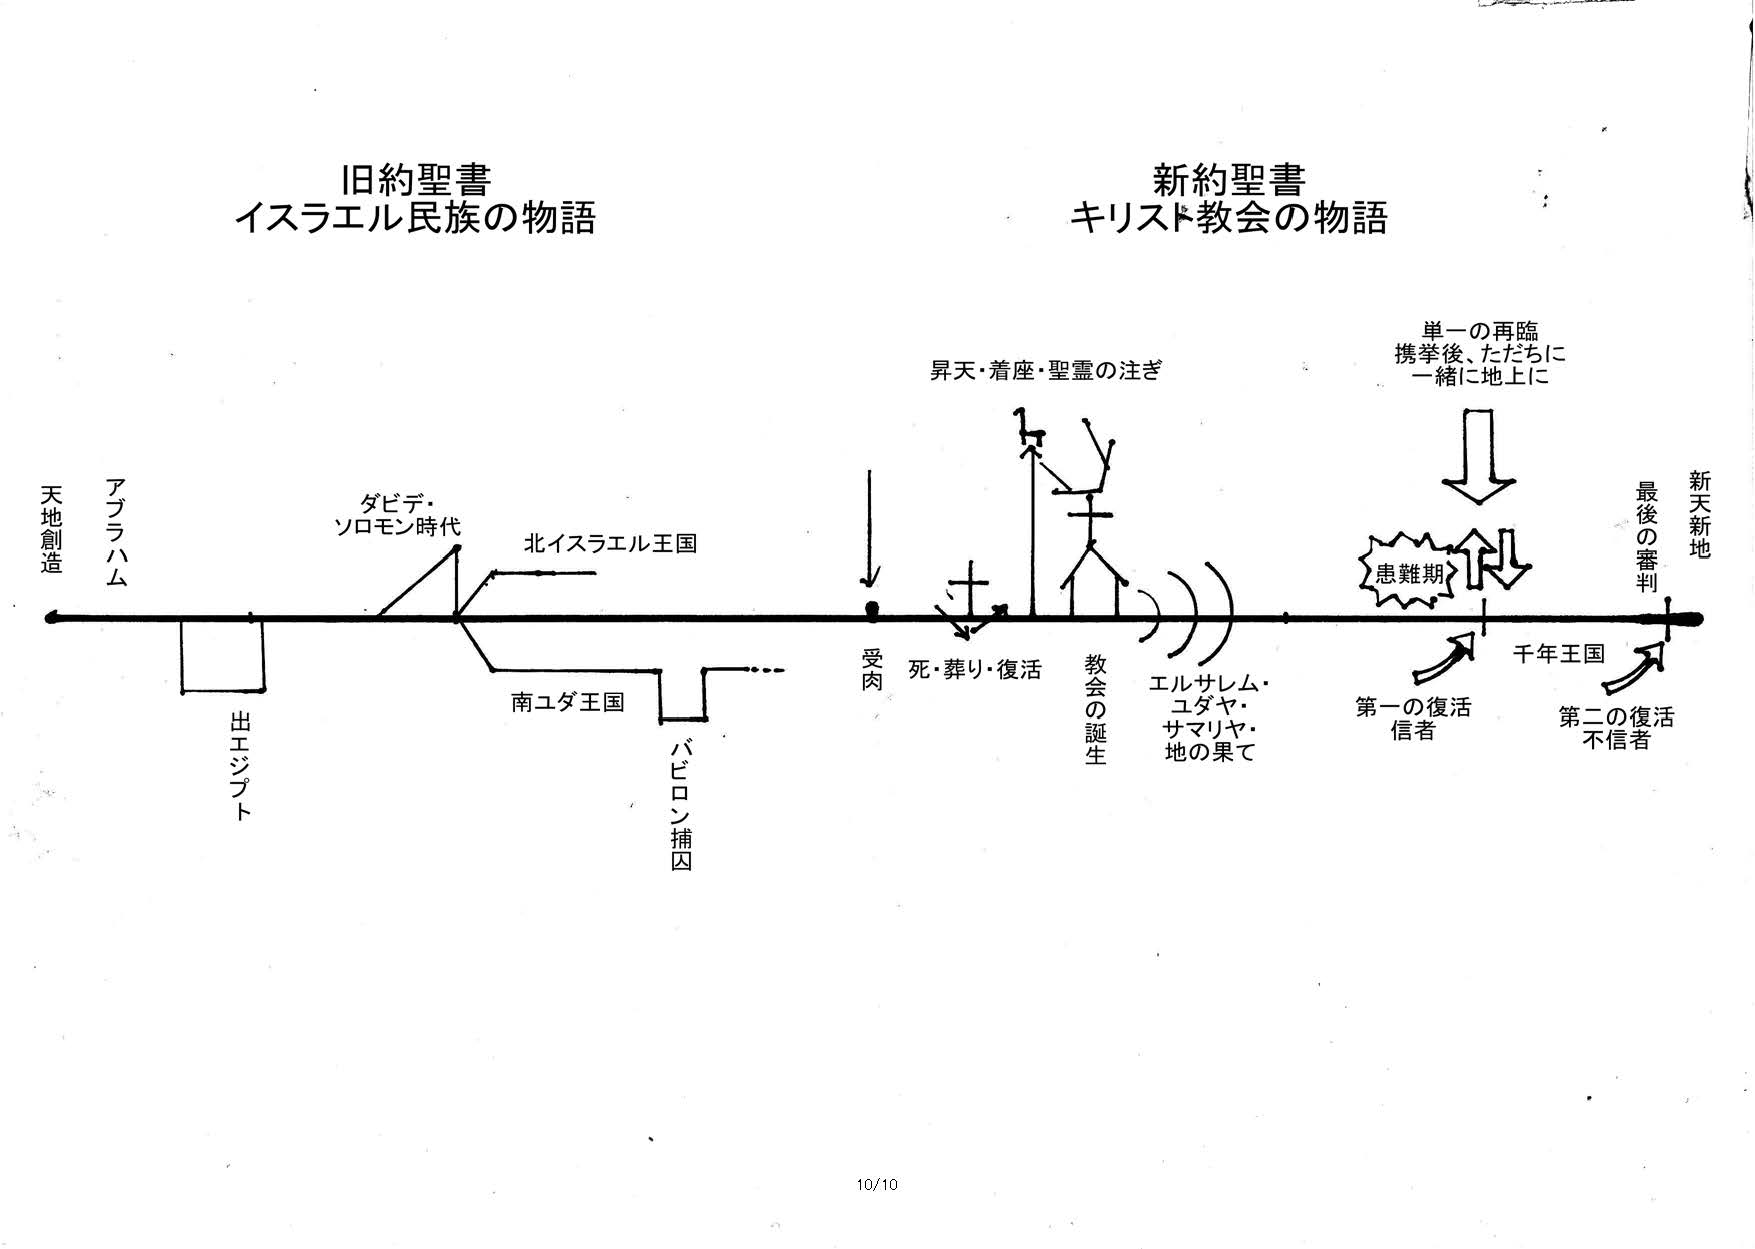 旧約聖書
イスラエル民族の物語
新約聖書
キリスト教会の物語
単一の再臨
携挙後、ただちに
一緒に地上に
昇天・着座・聖霊の注ぎ
天地創造
アブラハム
ダビデ・
ソロモン時代
北イスラエル王国
患難期
最後の審判
新天新地
出エジプト
南ユダ王国
バビロン捕囚
受肉
死・葬り・復活
教会の誕生
エルサレム・
ユダヤ・
サマリヤ・
地の果て
千年王国
第一の復活
信者
第二の復活
不信者
10/10